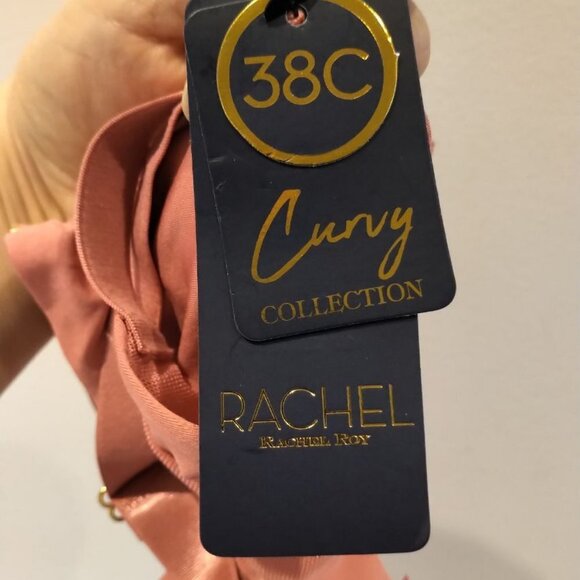 38C
Curvy
COLLECTION
RACHEL
RACHEL ROY